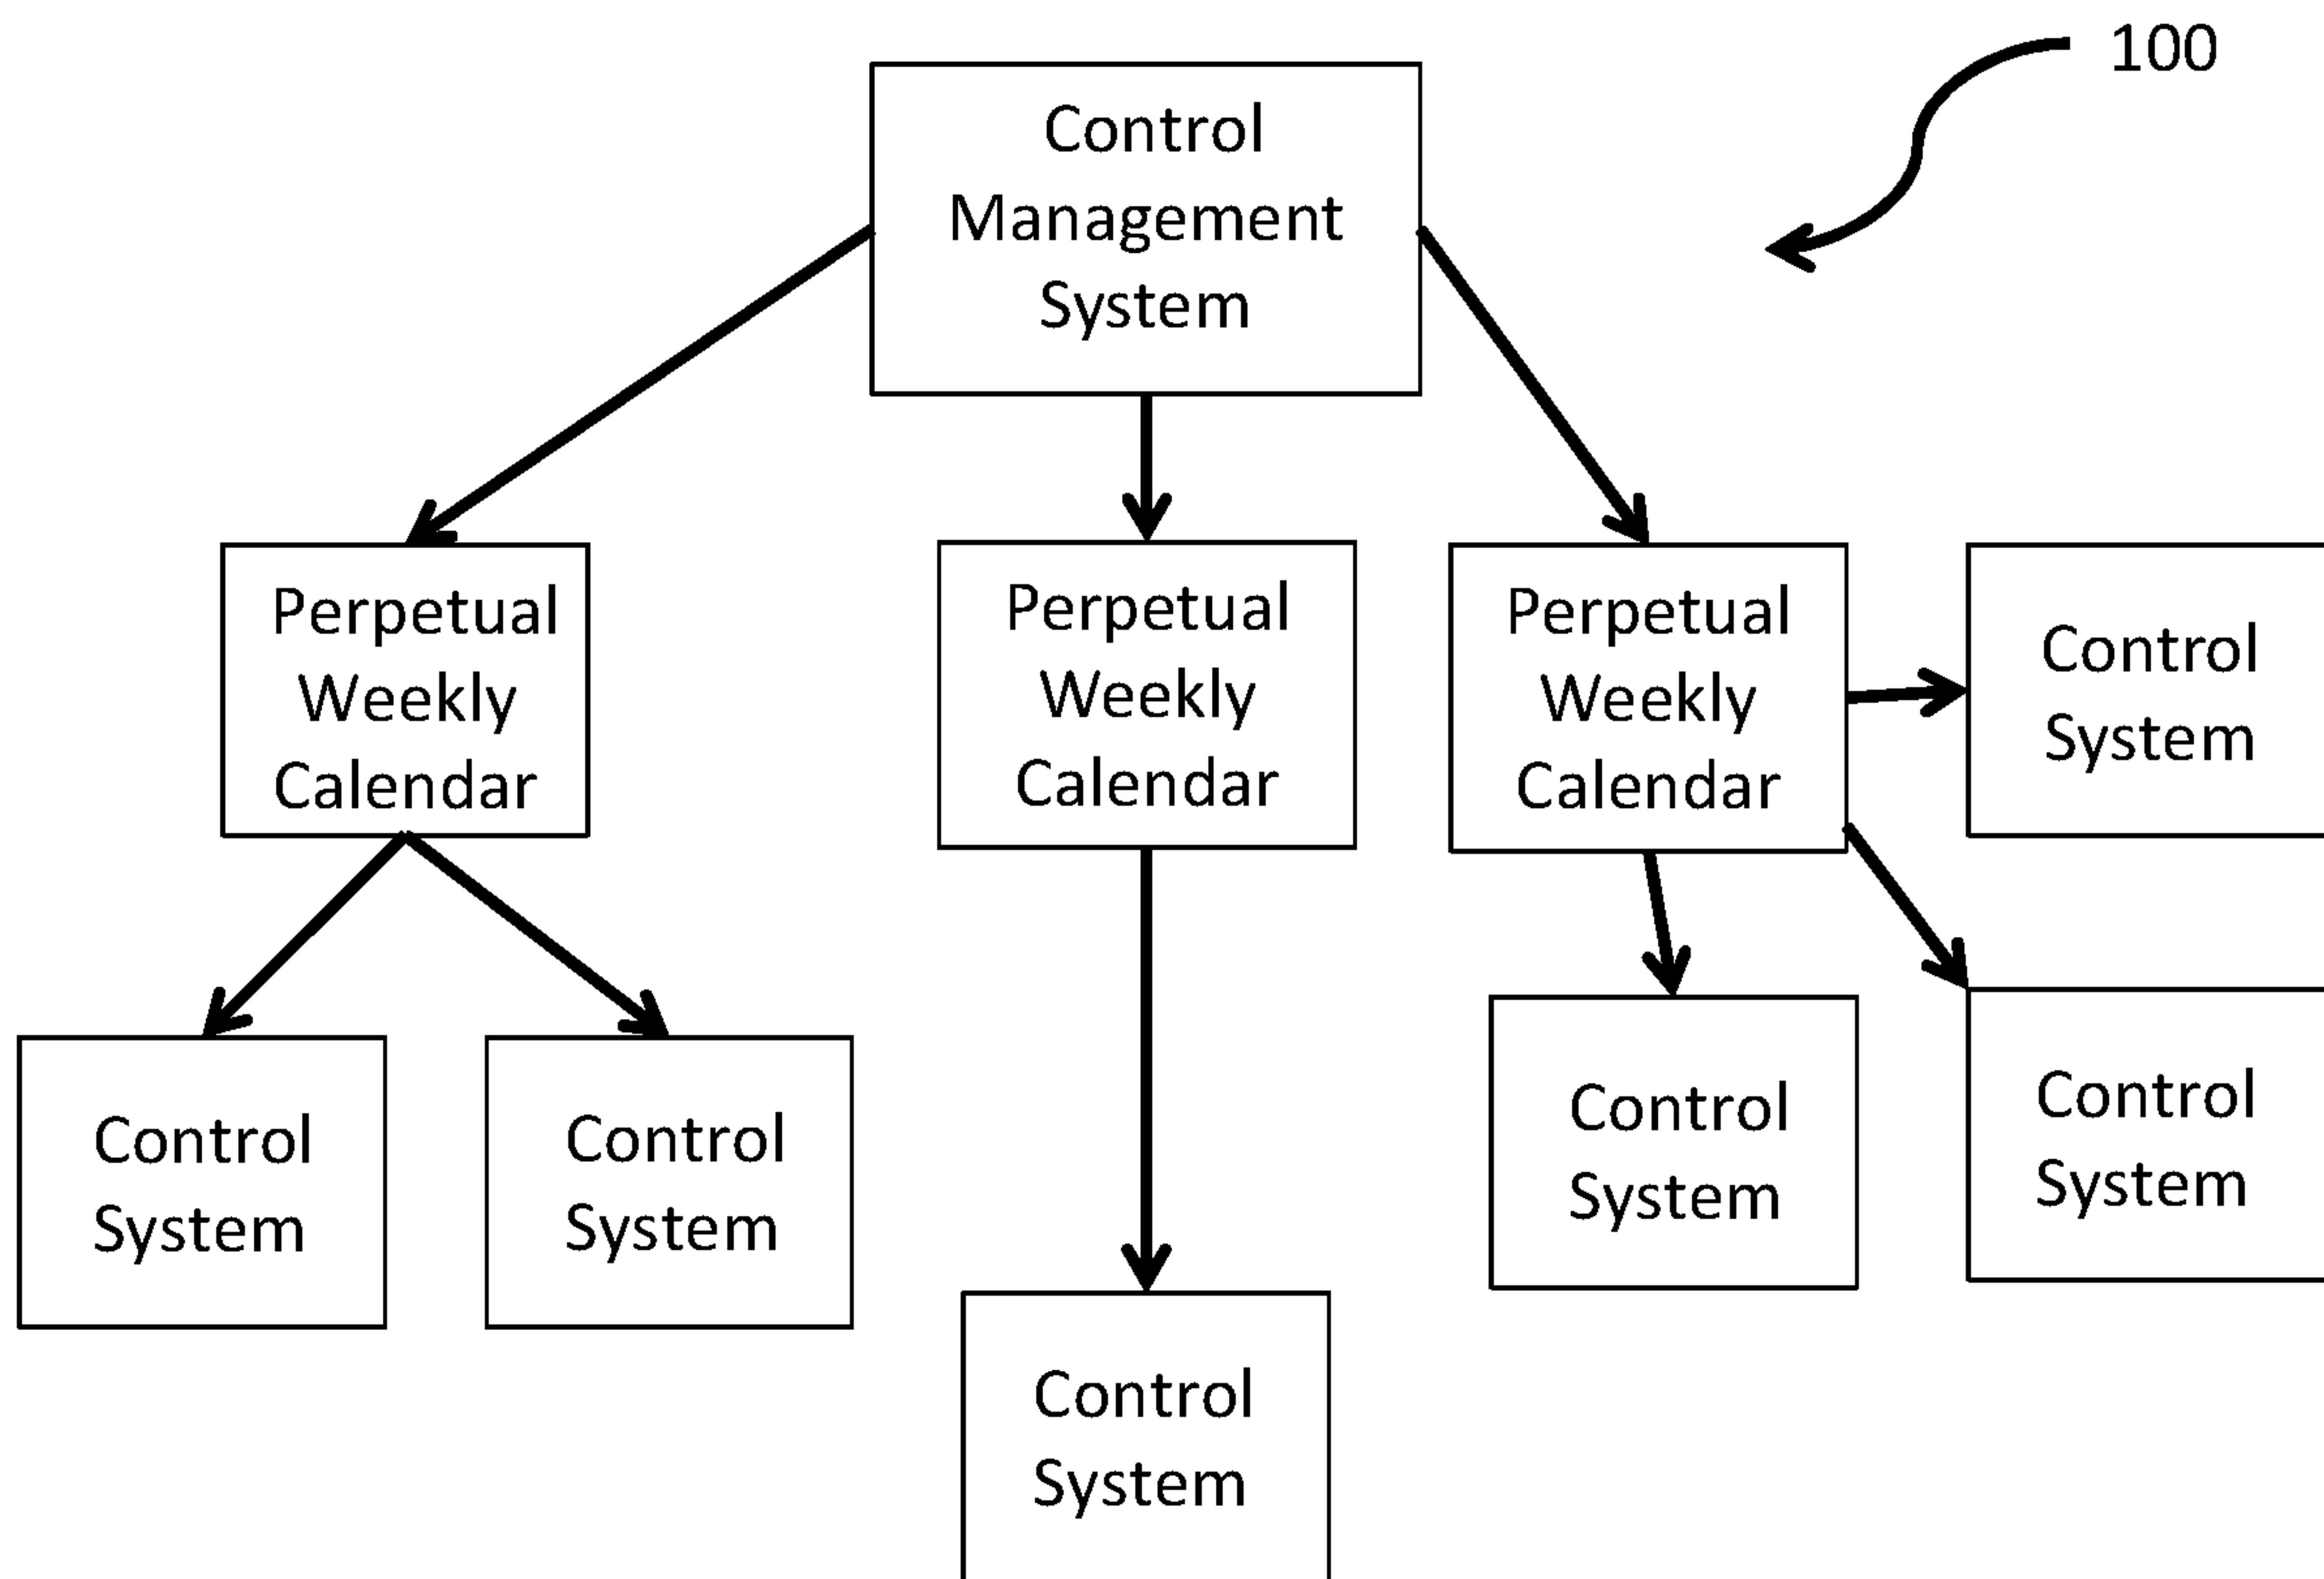 100
Control
Management
System
Perpetual
Weekly
Calendar
Perpetual
Weekly
Calendar
Perpetual
Weekly
Calendar
Control
System
Control
System
Control
System
Control
System
Control
System
Control
System